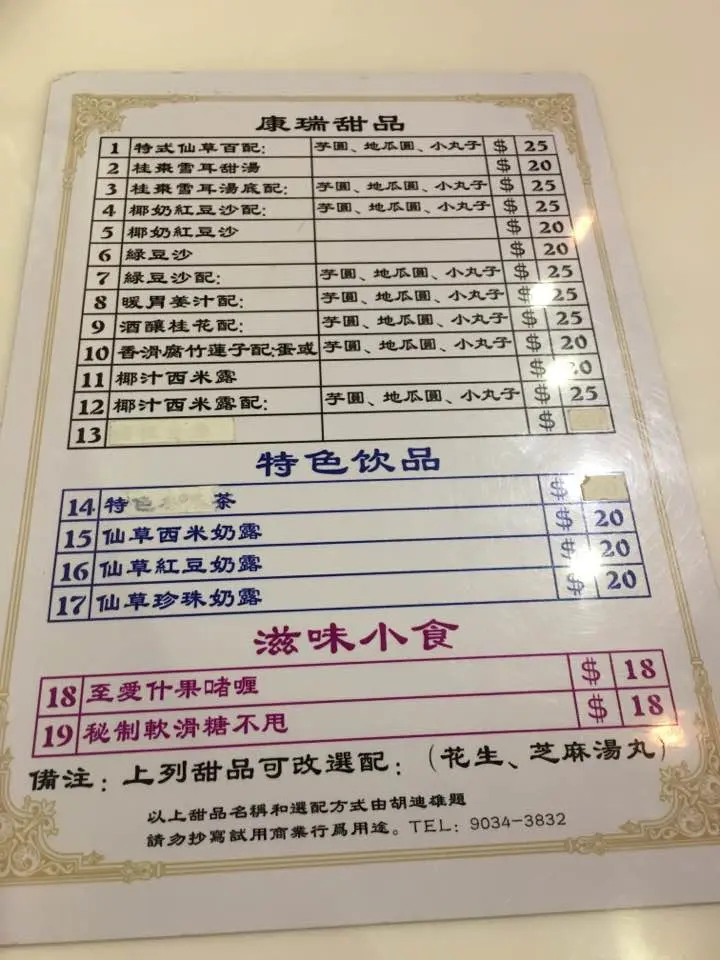 康瑞甜品
1 特式仙草百配: 芋圓、地瓜圓、小丸子 $ 25
2 桂棗雪耳甜湯 $ 20
3 桂棗雪耳湯底配: 芋圓、地瓜圓、小丸子 $ 25
4 椰奶紅豆沙配: 芋圓、地瓜圓、小丸子 $ 25
5 椰奶紅豆沙 $ 20
6 綠豆沙 $ 20
7 綠豆沙配: 芋圓、地瓜圓、小丸子 $ 25
8 暖胃姜汁配: 芋圓、地瓜圓、小丸子 $ 25
9 酒釀桂花配: 芋圓、地瓜圓、小丸子 $ 25
10 香滑腐竹蓮子配:蛋或 芋圓、地瓜圓、小丸子 $ 20
11 椰汁西米露 $ 20
12 椰汁西米露配: 芋圓、地瓜圓、小丸子 $ 25
13 $
特色饮品
14 特色 茶 $
15 仙草西米奶露 $ 20
16 仙草紅豆奶露 $ 20
17 仙草珍珠奶露 $ 20
滋味小食
18 至愛什果啫喱 $ 18
19 秘制軟滑糖不甩 $ 18
備注: 上列甜品可改選配: (花生、芝麻湯丸)
以上甜品名稱和選配方式由胡迪雄題
請勿抄寫試用商業行爲用途。TEL: 9034-3832